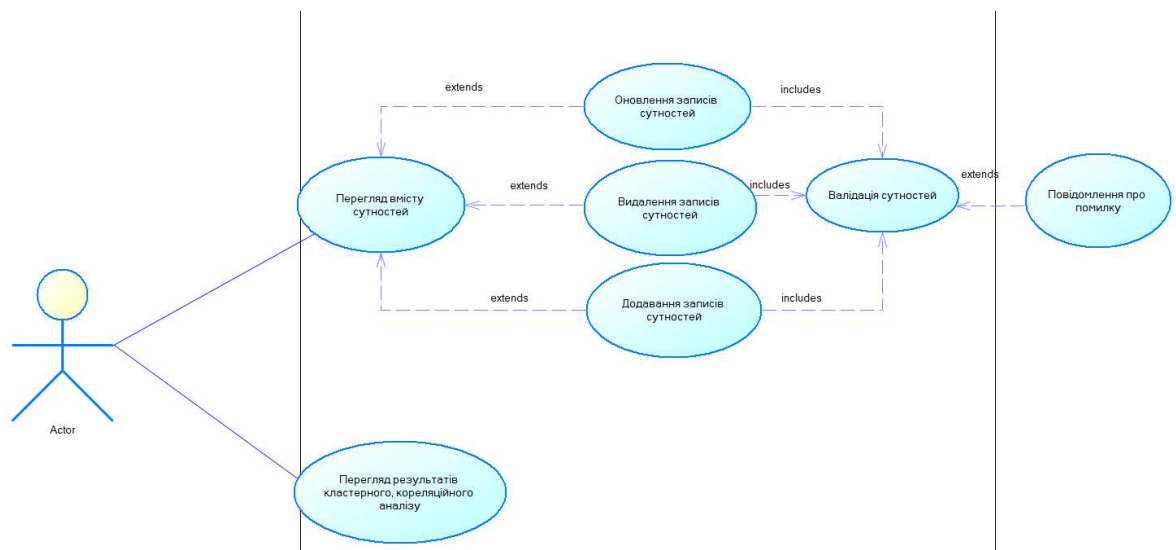 extends
Оновлення записів
сутностей
includes
Перегляд вмісту
сутностей
extends
Видалення записів
сутностей
includes
Валідація сутностей
extends
Повідомлення про
помилку
extends
Додавання записів
сутностей
includes
Actor
Перегляд результатів
кластерного, кореляційного
аналізу